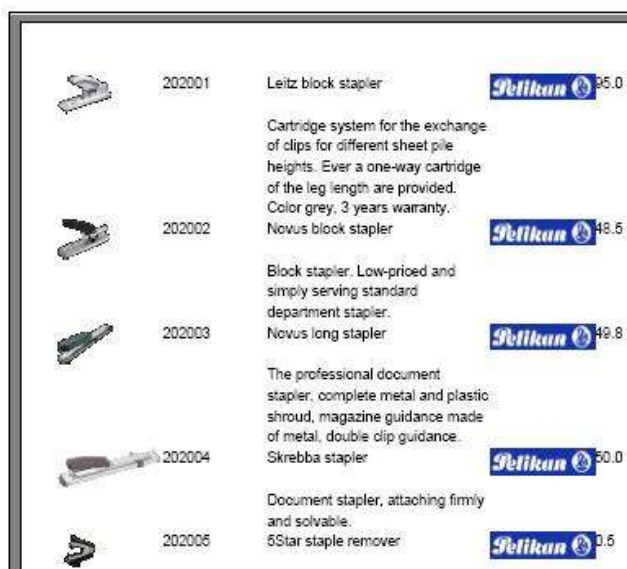 202001 Leitz block stapler Pelikan 95.0
Cartridge system for the exchange
of clips for different sheet pile
heights. Ever a one-way cartridge
of the leg length are provided.
Color grey, 3 years warranty.
202002 Novus block stapler Pelikan 48.5
Block stapler. Low-priced and
simply serving standard
department stapler.
202003 Novus long stapler Pelikan 49.8
The professional document
stapler, complete metal and plastic
shroud, magazine guidance made
of metal, double clip guidance.
202004 Skrebba stapler Pelikan 50.0
Document stapler, attaching firmly
and solvable.
202005 5Star staple remover Pelikan 0.5